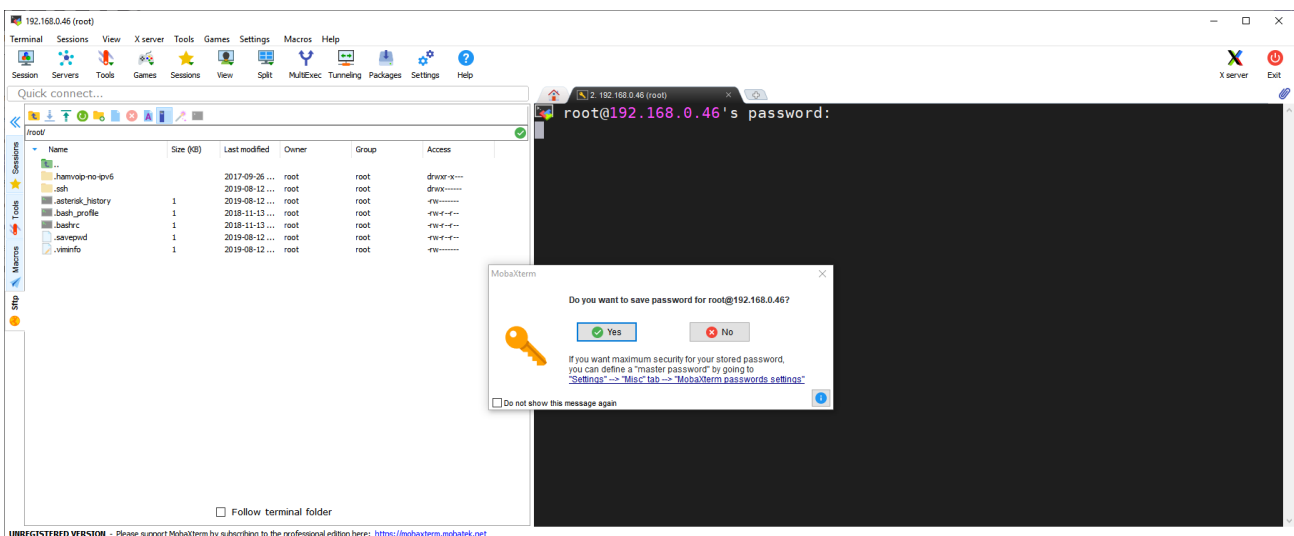 192.168.0.46 (root)
Terminal Sessions View X server Tools Games Settings Macros Help
Session Servers Tools Games Sessions View Split MultiExec Tunneling Packages Settings Help X server Exit
Quick connect...
2. 192.168.0.46 (root)
/root/
Name Size (KB) Last modified Owner Group Access
..
.hamvoip-no-ipv6 2017-09-26 ... root root drwxr-x---
.ssh 2019-08-12 ... root root drwx------
.asterisk_history 1 2019-08-12 ... root root -rw-------
.bash_profile 1 2018-11-13 ... root root -rw-r--r--
.bashrc 1 2018-11-13 ... root root -rw-r--r--
.savepwd 1 2019-08-12 ... root root -rw-r--r--
.viminfo 1 2019-08-12 ... root root -rw-------
Sessions
Tools
Macros
Sftp
Follow terminal folder
root@192.168.0.46's password:
MobaXterm
Do you want to save password for root@192.168.0.46?
Yes No
If you want maximum security for your stored password,
you can define a "master password" by going to
"Settings" --> "Misc" tab --> "MobaXterm passwords settings"
Do not show this message again
UNREGISTERED VERSION - Please support MobaXterm by subscribing to the professional edition here: https://mobaxterm.mobatek.net